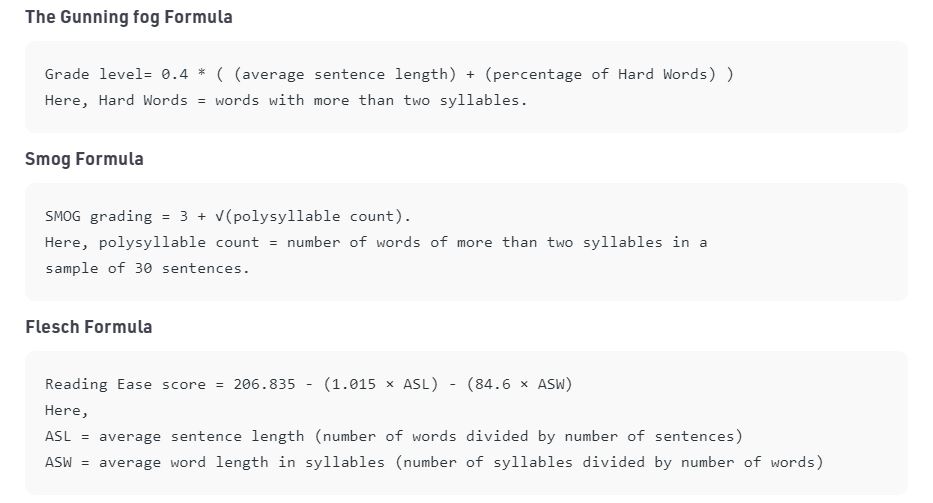 The Gunning fog Formula
Grade level= 0.4 * ( (average sentence length) + (percentage of Hard Words) )
Here, Hard Words = words with more than two syllables.
Smog Formula
SMOG grading = 3 + √(polysyllable count).
Here, polysyllable count = number of words of more than two syllables in a
sample of 30 sentences.
Flesch Formula
Reading Ease score = 206.835 - (1.015 × ASL) - (84.6 × ASW)
Here,
ASL = average sentence length (number of words divided by number of sentences)
ASW = average word length in syllables (number of syllables divided by number of words)